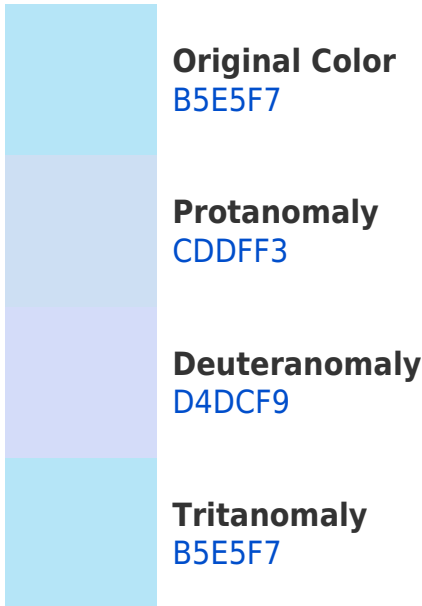 Original Color
B5E5F7
Protanomaly
CDDFF3
Deuteranomaly
D4DCF9
Tritanomaly
B5E5F7